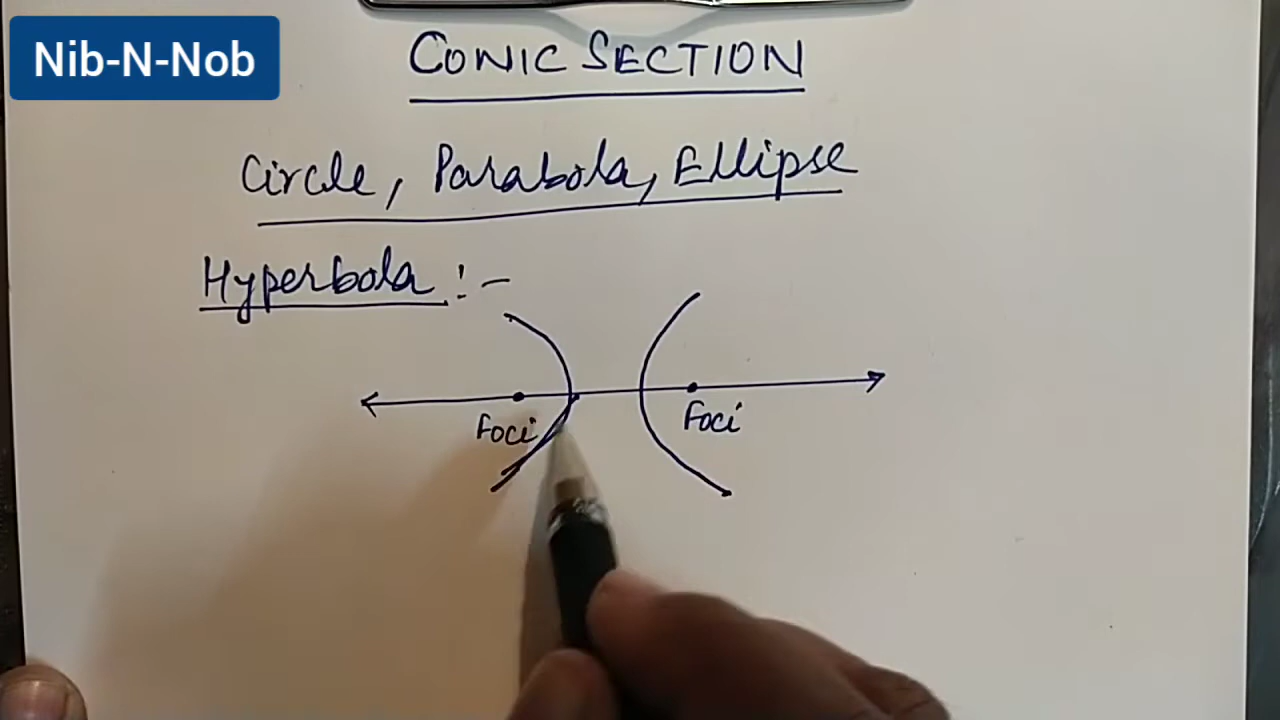 Nib-N-Nob
CONIC SECTION
Circle, Parabola, Ellipse
Hyperbola :-
Foci
Foci